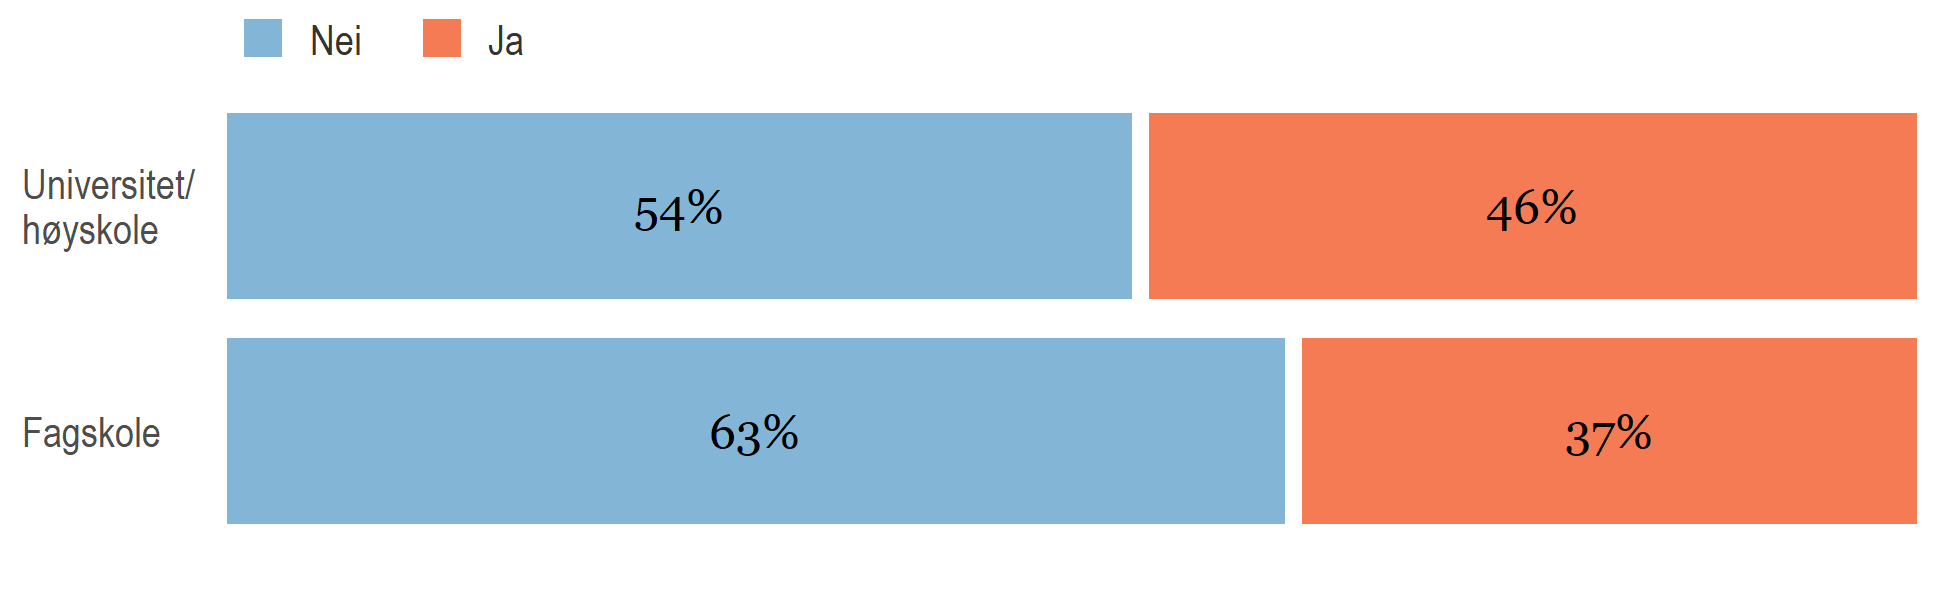 Nei Ja
Universitet/
høyskole
54% 46%
Fagskole
63% 37%